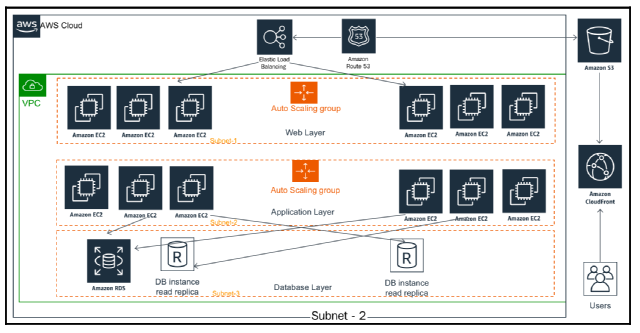 aws
AWS Cloud
Elastic Load
Balancing
53
Amazon
Route 53
Amazon S3
VPC
Auto Scaling group
Amazon EC2
Amazon EC2
Amazon EC2
Amazon EC2
Amazon EC2
Amazon EC2
Subnet-1
Web Layer
Auto Scaling group
Amazon EC2
Amazon EC2
Amazon EC2
Amazon EC2
Amazon EC2
Amazon EC2
Subnet-2
Application Layer
Amazon
CloudFront
R
R
Amazon RDS
DB instance
read replica
DB instance
read replica
Subnet-3
Database Layer
Users
Subnet - 2